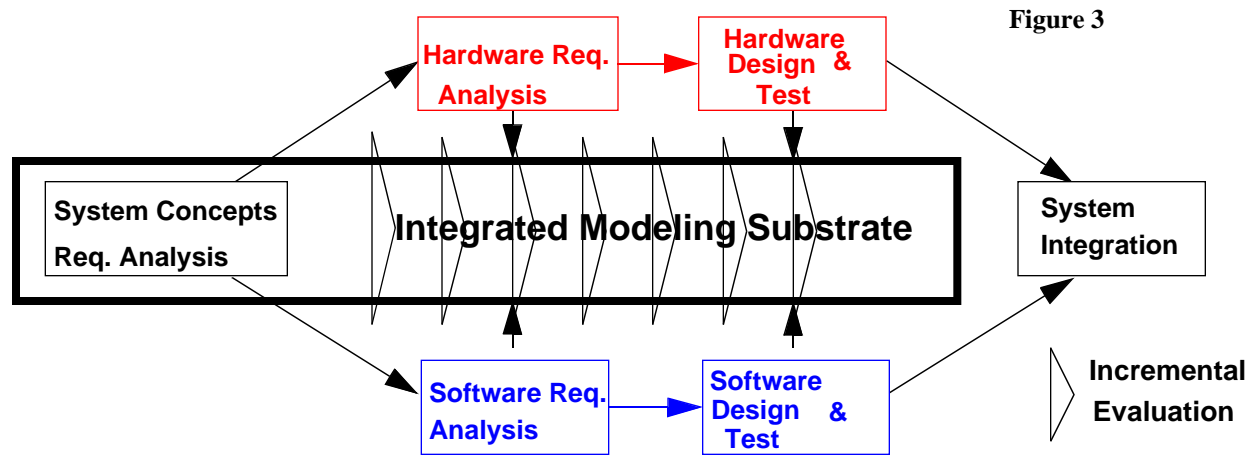 Figure 3
Hardware Req.
Analysis
Hardware
Design &
Test
System Concepts
Req. Analysis
Integrated Modeling Substrate
System
Integration
Software Req.
Analysis
Software
Design &
Test
Incremental
Evaluation